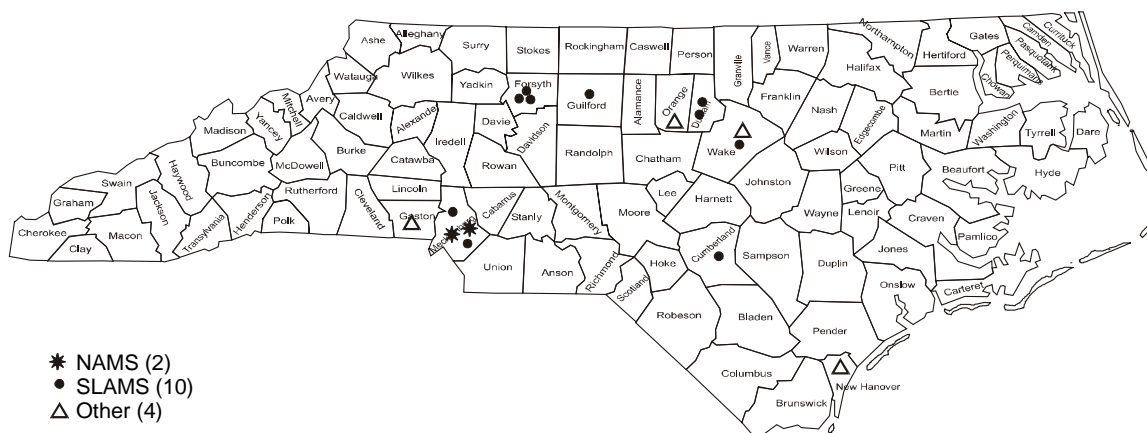 Ashe
Alleghany
Surry
Stokes
Rockingham
Caswell
Person
Granville
Vance
Warren
Northampton
Hertford
Gates
Camden
Currituck
Pasquotank
Perquimans
Chowan
Halifax
Bertie
Watauga
Wilkes
Yadkin
Forsyth
Guilford
Alamance
Orange
Durham
Franklin
Nash
Edgecombe
Martin
Washington
Tyrrell
Dare
Mitchell
Avery
Caldwell
Alexander
Iredell
Davie
Davidson
Randolph
Chatham
Wake
Wilson
Pitt
Beaufort
Hyde
Madison
Yancey
Burke
Catawba
Rowan
Johnston
Greene
Buncombe
McDowell
Haywood
Swain
Graham
Jackson
Rutherford
Lincoln
Cleveland
Gaston
Cabarrus
Stanly
Montgomery
Moore
Lee
Harnett
Wayne
Lenoir
Craven
Pamlico
Cherokee
Clay
Macon
Transylvania
Henderson
Polk
Mecklenburg
Union
Anson
Richmond
Scotland
Hoke
Cumberland
Sampson
Duplin
Jones
Onslow
Carteret
Robeson
Bladen
Pender
Columbus
Brunswick
New Hanover
NAMS (2)
SLAMS (10)
Other (4)